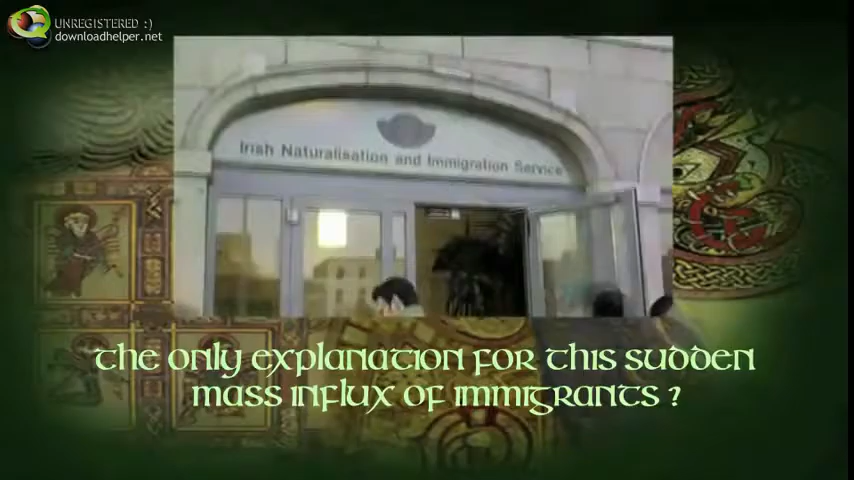 UNREGISTERED :)
downloadhelper.net
Irish Naturalisation and Immigration Service
THE ONLY EXPLANATION FOR THIS SUDDEN
MASS INFLUX OF IMMIGRANTS ?